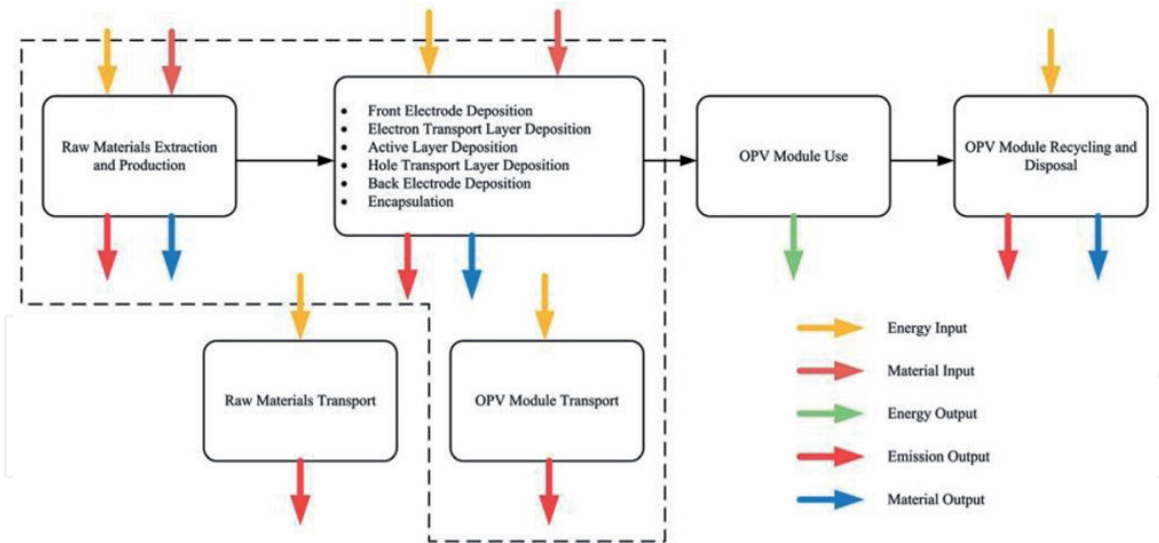 Raw Materials Extraction
and Production
• Front Electrode Deposition
• Electron Transport Layer Deposition
• Active Layer Deposition
• Hole Transport Layer Deposition
• Back Electrode Deposition
• Encapsulation
OPV Module Use
OPV Module Recycling and
Disposal
Raw Materials Transport
OPV Module Transport
Energy Input
Material Input
Energy Output
Emission Output
Material Output